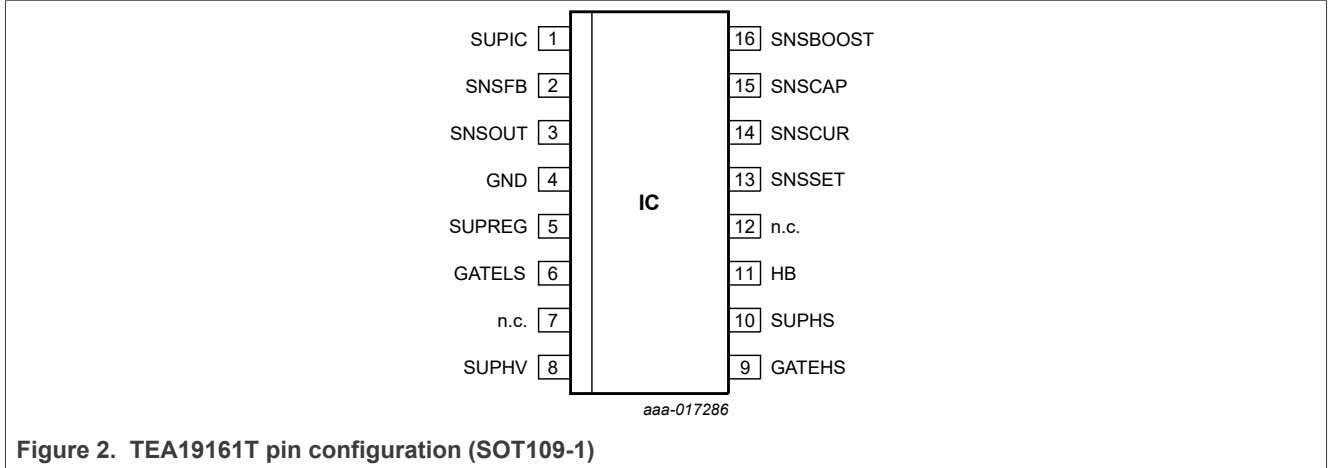 SUPIC 1
SNSFB 2
SNSOUT 3
GND 4
SUPREG 5
GATELS 6
n.c. 7
SUPHV 8
IC
16 SNSBOOST
15 SNSCAP
14 SNSCUR
13 SNSSET
12 n.c.
11 HB
10 SUPHS
9 GATEHS
aaa-017286
Figure 2. TEA19161T pin configuration (SOT109-1)